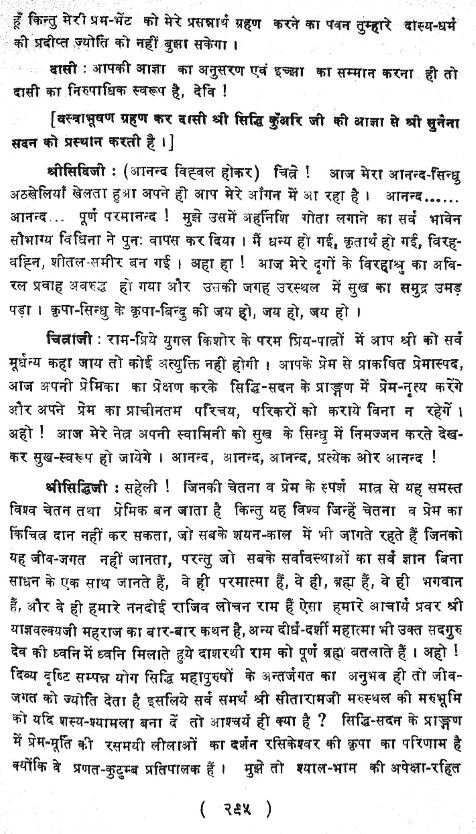 हूँ किन्तु मेरी प्रेम-भेंट को मेरे प्रसन्नार्थ ग्रहण करने का पवन तुम्हारे दास्य-धर्म
की प्रदीप्त ज्योति को नहीं बुझा सकेगा ।
दासी : आपकी आज्ञा का अनुसरण एवं इच्छा का सम्मान करना ही तो
दासी का निरुपाधिक स्वरूप है, देवि !
[ वस्त्राभूषण ग्रहण कर दासी श्री सिद्धि कुँअरि जी की आज्ञा से श्री सुनैना
सदन को प्रस्थान करती है । ]
श्रीसिद्धिजी : (आनन्द विह्वल होकर) चित्रे ! आज मेरा आनन्द-सिन्धु
अठखेलियाँ खेलता हुआ अपने ही आप मेरे आँगन में आ रहा है । आनन्द......
आनन्द... पूर्ण परमानन्द ! मुझे उसमें अहर्निशि गोता लगाने का सर्व भावेन
सौभाग्य विधिना ने पुनः वापस कर दिया । मैं धन्य हो गई, कृतार्थ हो गई, विरह-
वह्नि, शीतल-समीर बन गई । अहा हा ! आज मेरे दृगों के विरहाश्रु का अवि-
रल प्रवाह अवरुद्ध हो गया और उसकी जगह उरस्थल में सुख का समुद्र उमड़
पड़ा । कृपा-सिन्धु के कृपा-बिन्दु की जय हो, जय हो, जय हो ।
चित्राजी : राम-प्रिये युगल किशोर के परम प्रिय-पात्रों में आप श्री को सर्व
मूर्धन्य कहा जाय तो कोई अत्युक्ति नहीं होगी । आपके प्रेम से प्राकषित प्रेमास्पद,
आज अपनी प्रेमिका का प्रेक्षण करके सिद्धि-सदन के प्राङ्गण में प्रेम-नृत्य करेंगे
और अपने प्रेम का प्राचीनतम परिचय, परिकरों को कराये बिना न रहेगें ।
अहो ! आज मेरे नेत्र अपनी स्वामिनी को सुख के सिन्धु में निमज्जन करते देख-
कर सुख-स्वरूप हो जायेगे । आनन्द, आनन्द, आनन्द, प्रत्येक ओर आनन्द !
श्रीसिद्धिजी : सहेली ! जिनकी चेतना व प्रेम के स्पर्श मात्र से यह समस्त
विश्व चेतन तथा प्रेमिक बन जाता है किन्तु यह विश्व जिन्हें चेतना व प्रेम का
किंचित्र दान नहीं कर सकता, जो सबके शयन-काल में भी जागते रहते हैं जिनको
यह जीव-जगत नहीं जानता, परन्तु जो सबके सर्वावस्थाओं का सर्व ज्ञान बिना
साधन के एक साथ जानते हैं, वे ही परमात्मा हैं, वे ही, ब्रह्म हैं, वे ही भगवान
हैं, और वे ही हमारे ननदोई राजिव लोचन राम हैं ऐसा हमारे आचार्य प्रवर श्री
याज्ञवल्क्यजी महराज का बार-बार कथन है, अन्य दीर्घ-दर्शी महात्मा भी उक्त सदगुरु
देव की ध्वनि में ध्वनि मिलाते हुये दाशरथी राम को पूर्ण ब्रह्म बतलाते हैं । अहो !
दिव्य दृष्टि सम्पन्न योग सिद्धि महापुरुषों के अन्तर्जगत का अनुभव ही तो जीव-
जगत को ज्योति देता है इसलिये सर्व समर्थ श्री सीतारामजी मरुस्थल की मरुभूमि
को यदि शस्य-श्यामला बना दें तो आश्चर्य ही क्या है ? सिद्धि-सदन के प्राङ्गण
में प्रेम-मूर्ति की रसमयी लीलाओं का दर्शन रसिकेश्वर की कृपा का परिणाम है
क्योंकि वे प्रणत-कुटुम्ब प्रतिपालक हैं । मुझे तो श्याल-भाम की अपेक्षा-रहित
( २९५ )